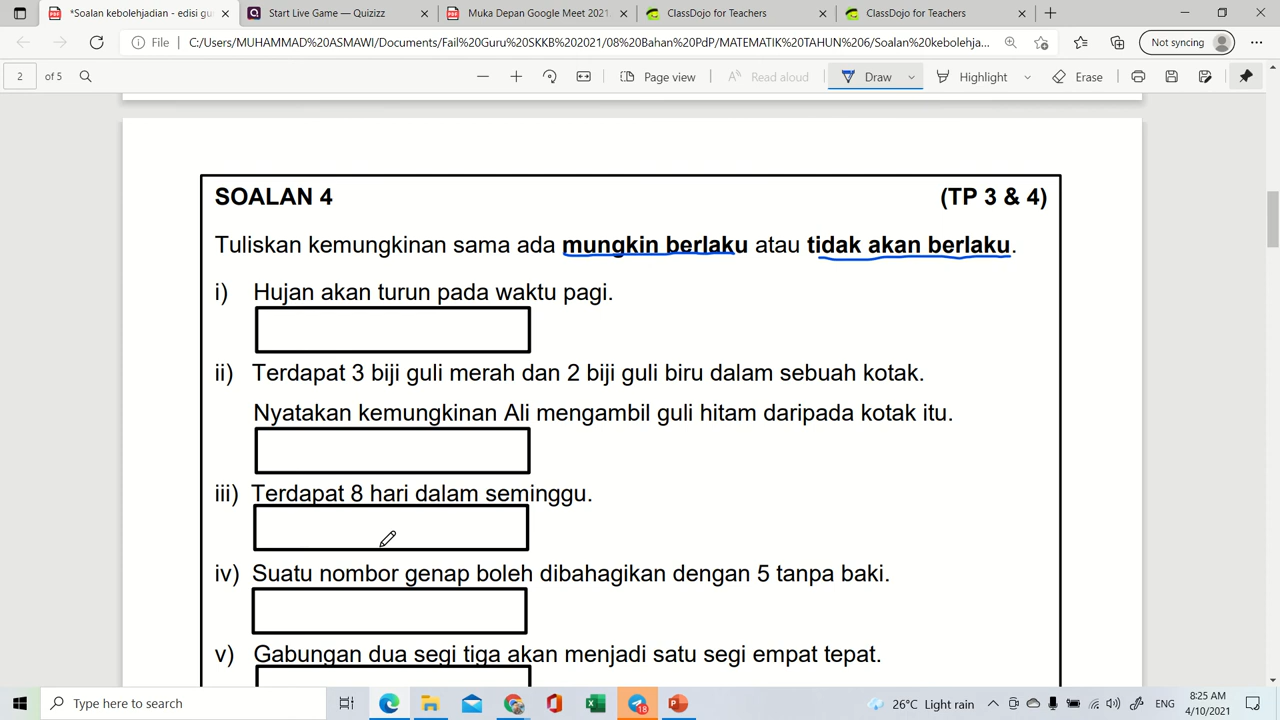 *Soalan kebolehjadian - edisi gu
Start Live Game — Quizizz
Muka Depan Google Meet 2021
ClassDojo for Teachers
ClassDojo for Teachers
File
C:/Users/MUHAMMAD%20ASMAWI/Documents/Fail%20Guru%20SKKB%202021/08%20Bahan%20PdP/MATEMATIK%20TAHUN%206/Soalan%20kebolehja...
Not syncing
2 of 5
Page view
Read aloud
Draw
Highlight
Erase
SOALAN 4 (TP 3 & 4)
Tuliskan kemungkinan sama ada mungkin berlaku atau tidak akan berlaku.
i) Hujan akan turun pada waktu pagi.
ii) Terdapat 3 biji guli merah dan 2 biji guli biru dalam sebuah kotak.
Nyatakan kemungkinan Ali mengambil guli hitam daripada kotak itu.
iii) Terdapat 8 hari dalam seminggu.
iv) Suatu nombor genap boleh dibahagikan dengan 5 tanpa baki.
v) Gabungan dua segi tiga akan menjadi satu segi empat tepat.
Type here to search
18
26°C Light rain
ENG
8:25 AM
4/10/2021